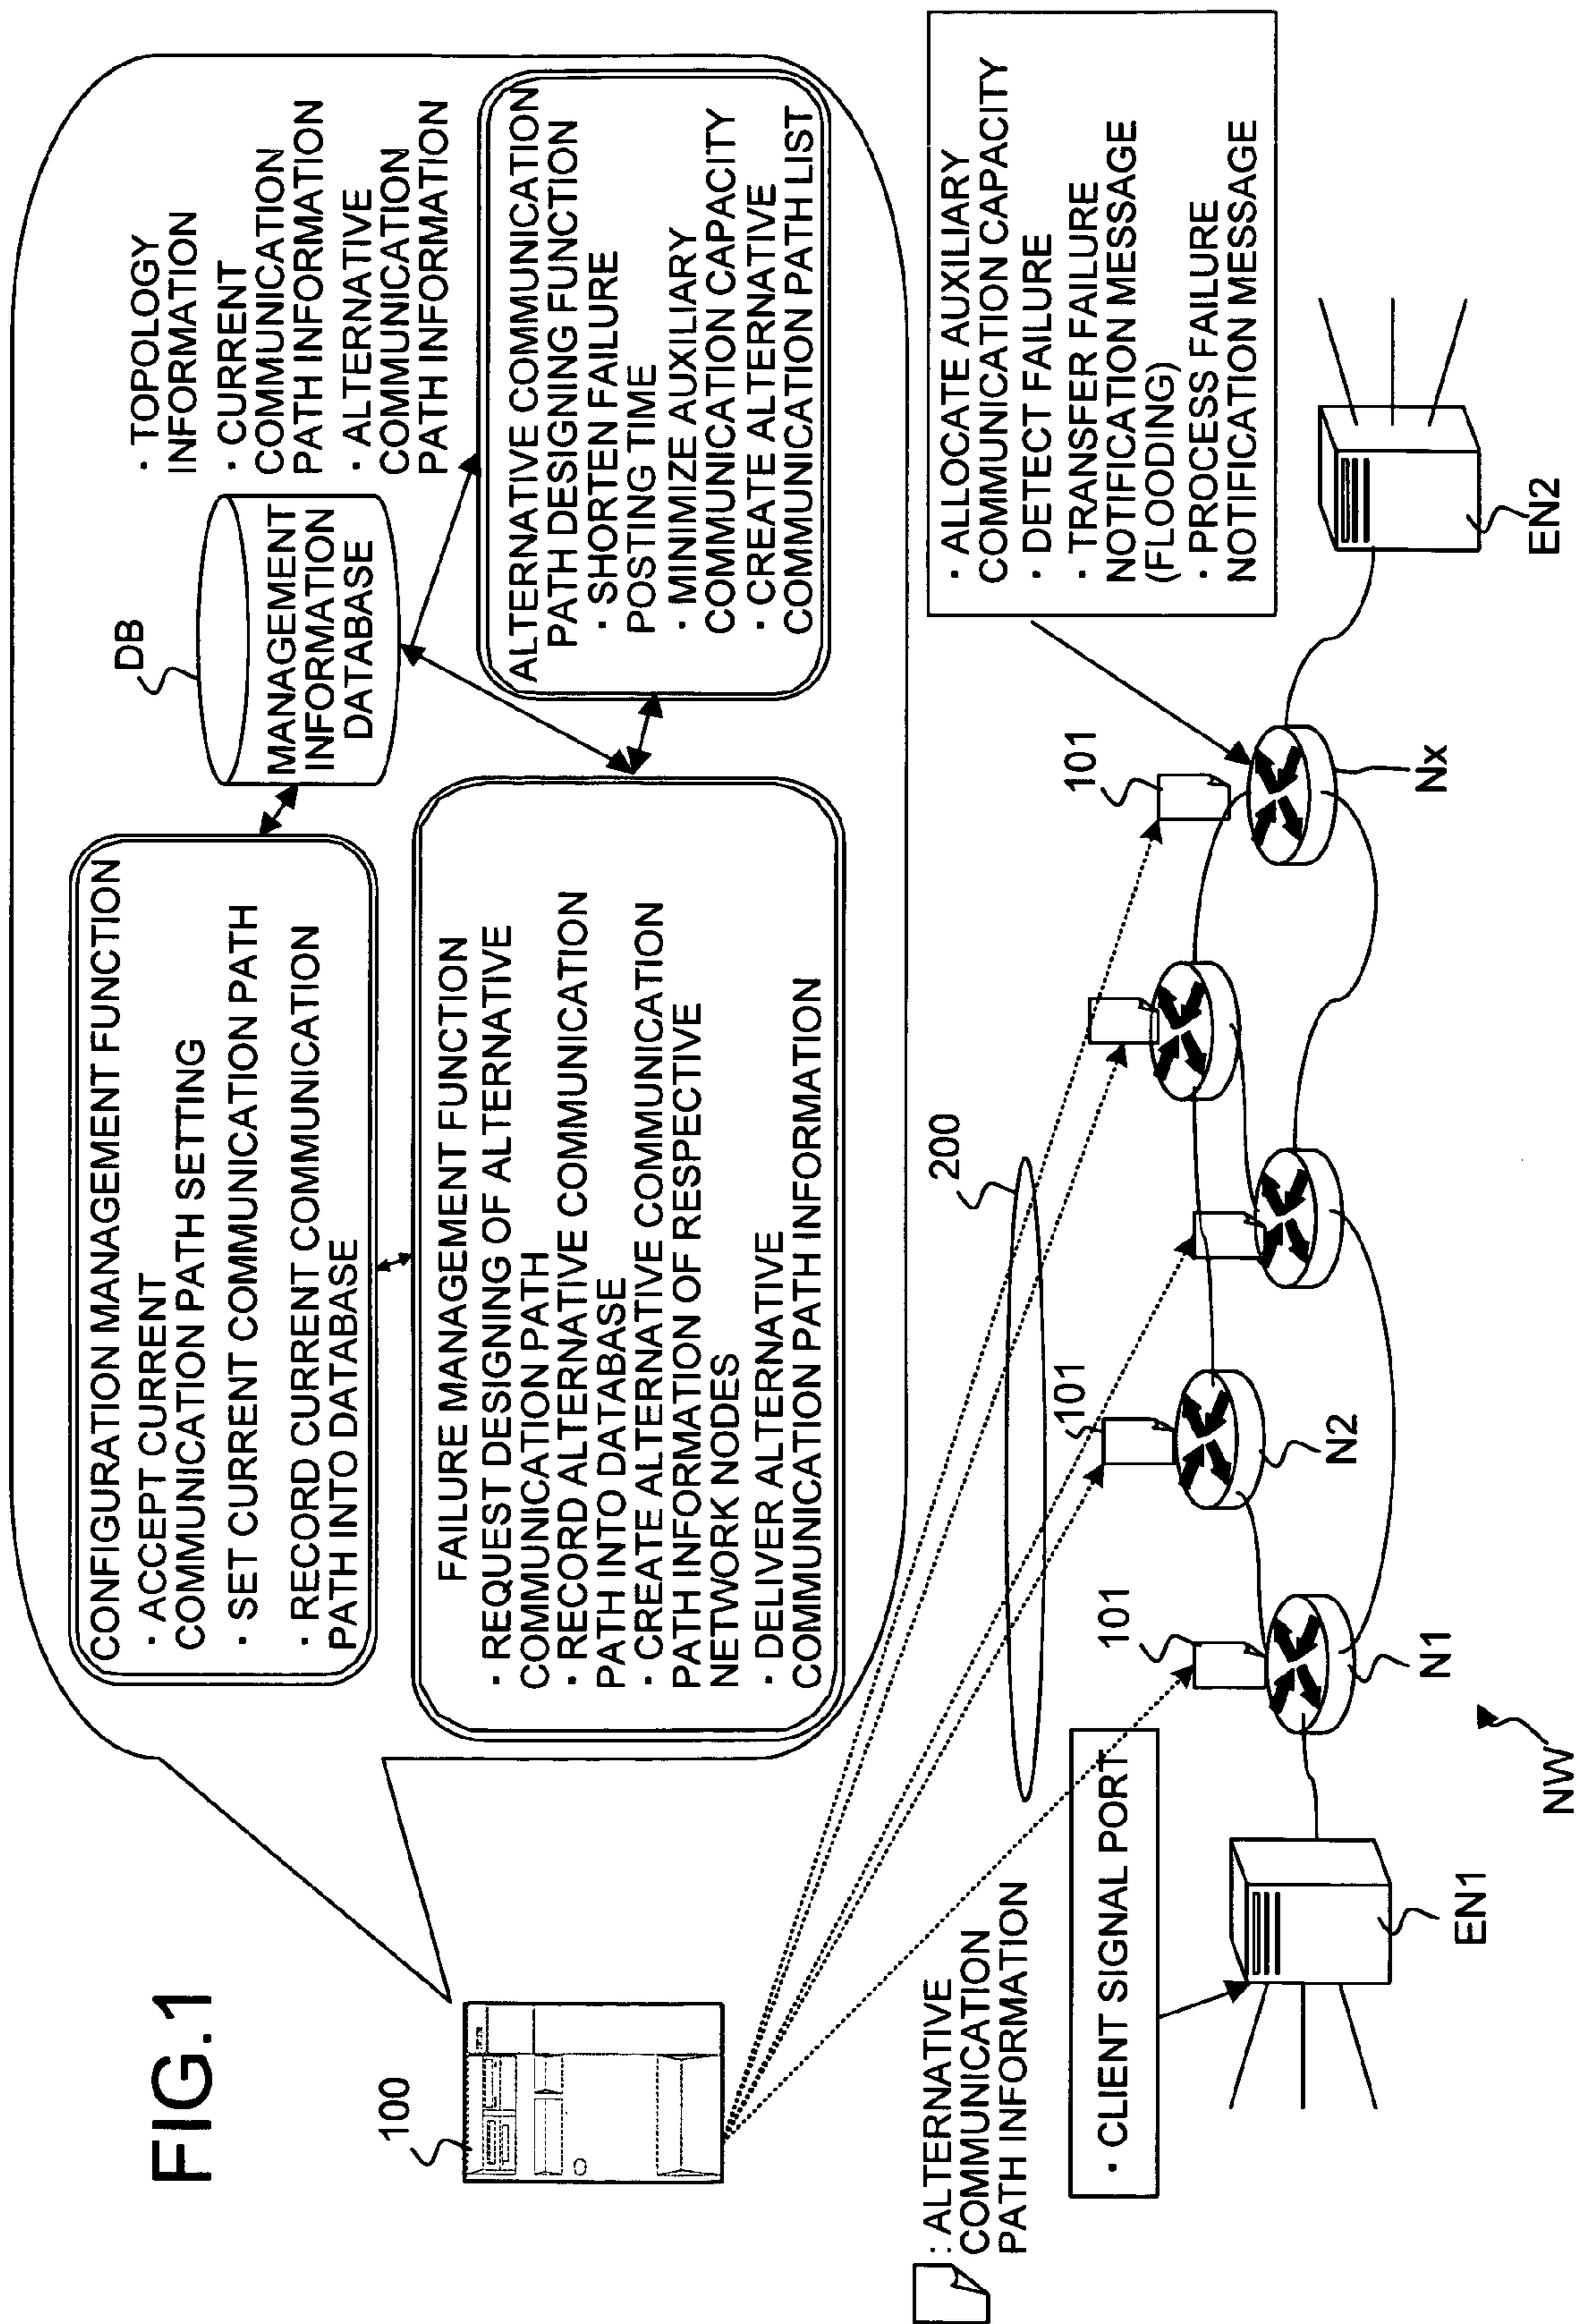 FIG.1
100
CONFIGURATION MANAGEMENT FUNCTION
· ACCEPT CURRENT
COMMUNICATION PATH SETTING
· SET CURRENT COMMUNICATION PATH
· RECORD CURRENT COMMUNICATION
PATH INTO DATABASE
DB
MANAGEMENT
INFORMATION
DATABASE
· TOPOLOGY
INFORMATION
· CURRENT
COMMUNICATION
PATH INFORMATION
· ALTERNATIVE
COMMUNICATION
PATH INFORMATION
FAILURE MANAGEMENT FUNCTION
· REQUEST DESIGNING OF ALTERNATIVE
COMMUNICATION PATH
· RECORD ALTERNATIVE COMMUNICATION
PATH INTO DATABASE
· CREATE ALTERNATIVE COMMUNICATION
PATH INFORMATION OF RESPECTIVE
NETWORK NODES
· DELIVER ALTERNATIVE
COMMUNICATION PATH INFORMATION
ALTERNATIVE COMMUNICATION
PATH DESIGNING FUNCTION
· SHORTEN FAILURE
POSTING TIME
· MINIMIZE AUXILIARY
COMMUNICATION CAPACITY
· CREATE ALTERNATIVE
COMMUNICATION PATH LIST
: ALTERNATIVE
COMMUNICATION
PATH INFORMATION
· CLIENT SIGNAL PORT
200
101
101
101
· ALLOCATE AUXILIARY
COMMUNICATION CAPACITY
· DETECT FAILURE
· TRANSFER FAILURE
NOTIFICATION MESSAGE
(FLOODING)
· PROCESS FAILURE
NOTIFICATION MESSAGE
EN1
N1
N2
Nx
EN2
NW